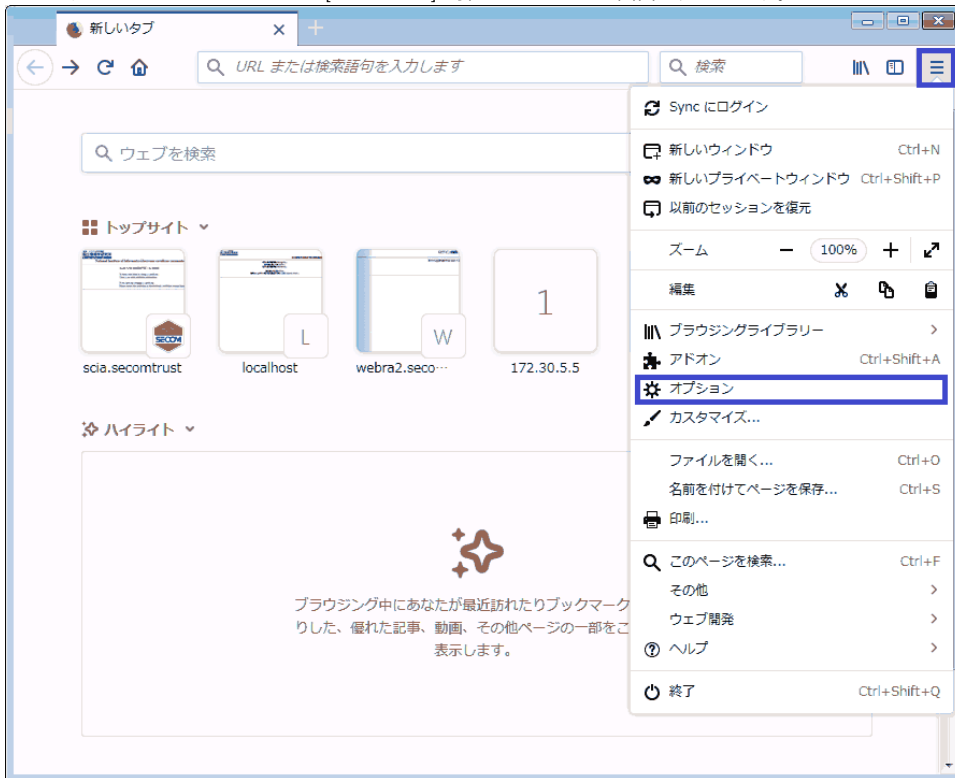 新しいタブ
URL または検索語句を入力します
検索
Sync にログイン
ウェブを検索
新しいウィンドウ Ctrl+N
新しいプライベートウィンドウ Ctrl+Shift+P
以前のセッションを復元
トップサイト
ズーム 100%
編集
SECOM
L
W
1
scia.secomtrust
localhost
webra2.seco…
172.30.5.5
ブラウジングライブラリー
アドオン Ctrl+Shift+A
オプション
カスタマイズ...
ハイライト
ファイルを開く... Ctrl+O
名前を付けてページを保存... Ctrl+S
印刷...
このページを検索... Ctrl+F
その他
ウェブ開発
ヘルプ
終了 Ctrl+Shift+Q
ブラウジング中にあなたが最近訪れたりブックマーク
りした、優れた記事、動画、その他ページの一部をこ
表示します。